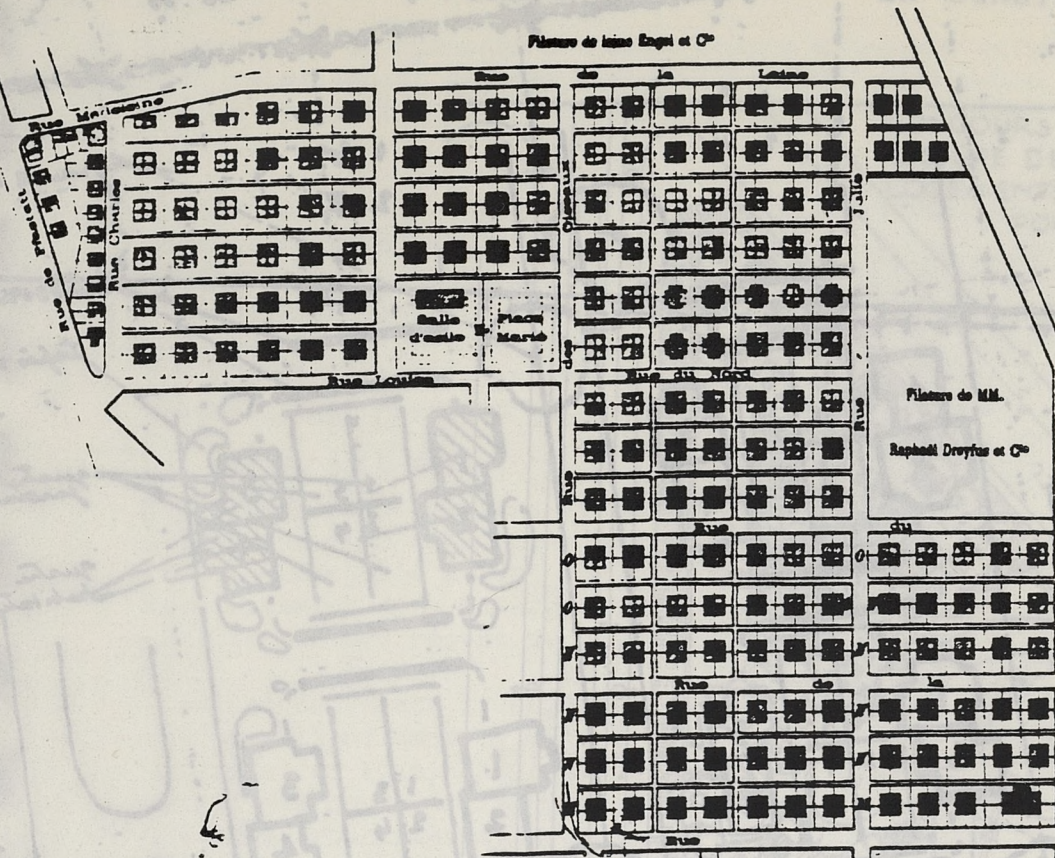 Filature de laine Engel et Cie
Rue de la Laine
Rue
Rue de
Rue Charles
Oiseaux
des
Rue
Julie
Rue
Salle
d'asile
Place
Marie
Rue Louise
Rue du Nord
Filature de MM.
Raphaël Dreyfus et Cie
Rue du
Rue de la
Rue